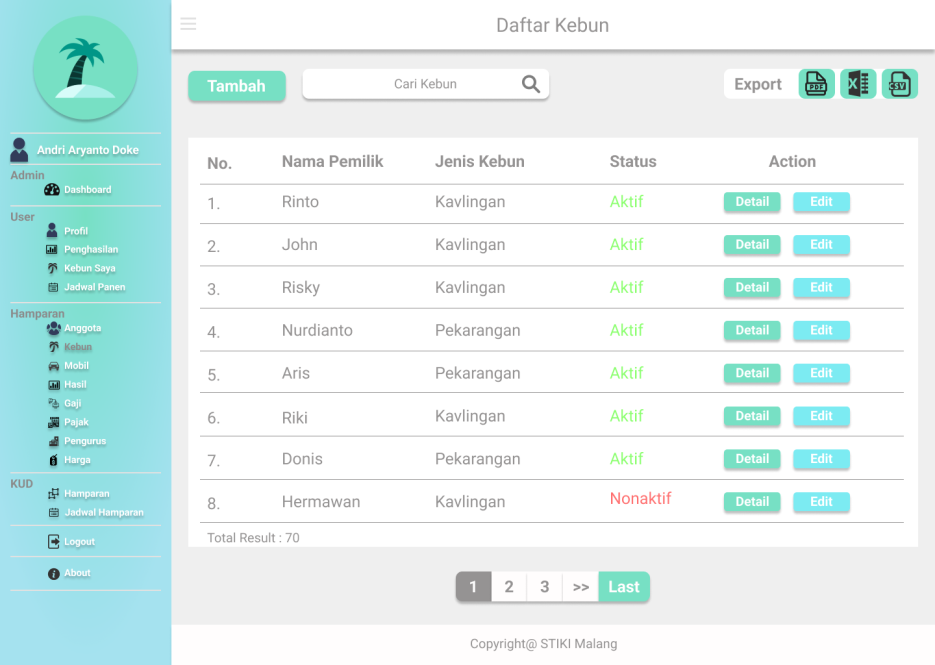 Daftar Kebun
Tambah
Cari Kebun
Export
PDF
X
CSV
Andri Aryanto Doke
Admin
Dashboard
User
Profil
Penghasilan
Kebun Saya
Jadwal Panen
Hamparan
Anggota
Kebun
Mobil
Hasil
Gaji
Pajak
Pengurus
Harga
KUD
Hamparan
Jadwal Hamparan
Logout
About
No. Nama Pemilik Jenis Kebun Status Action
1. Rinto Kavlingan Aktif Detail Edit
2. John Kavlingan Aktif Detail Edit
3. Risky Kavlingan Aktif Detail Edit
4. Nurdianto Pekarangan Aktif Detail Edit
5. Aris Pekarangan Aktif Detail Edit
6. Riki Kavlingan Aktif Detail Edit
7. Donis Pekarangan Aktif Detail Edit
8. Hermawan Kavlingan Nonaktif Detail Edit
Total Result : 70
1 2 3 >> Last
Copyright@ STIKI Malang